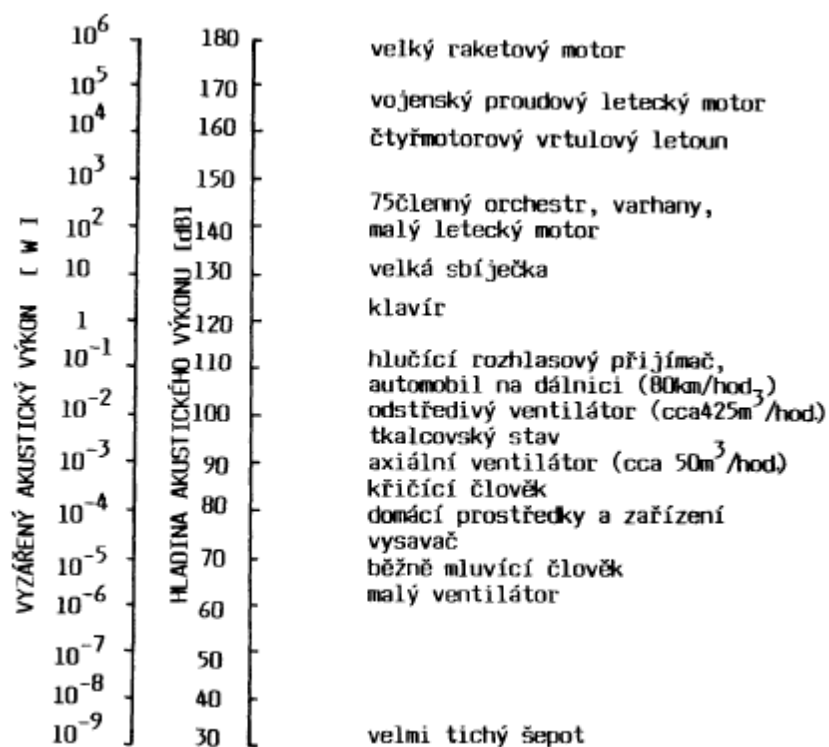 10^6 180 velký raketový motor
10^5 170 vojenský proudový letecký motor
10^4 160 čtyřmotorový vrtulový letoun
10^3 150
75členný orchestr, varhany,
10^2 140 malý letecký motor
10 130 velká sbíječka
1 120 klavír
10^-1 110 hlučící rozhlasový přijímač,
automobil na dálnici (80km/hod.)
10^-2 100 odstředivý ventilátor (cca425m^3/hod.)
tkalcovský stav
10^-3 90 axiální ventilátor (cca 50m^3/hod.)
křičící člověk
10^-4 80 domácí prostředky a zařízení
vysavač
10^-5 70 běžně mluvící člověk
10^-6 60 malý ventilátor
10^-7 50
10^-8 40
10^-9 30 velmi tichý šepot
VYZÁŘENÝ AKUSTICKÝ VÝKON [ W ]
HLADINA AKUSTICKÉHO VÝKONU [dB]